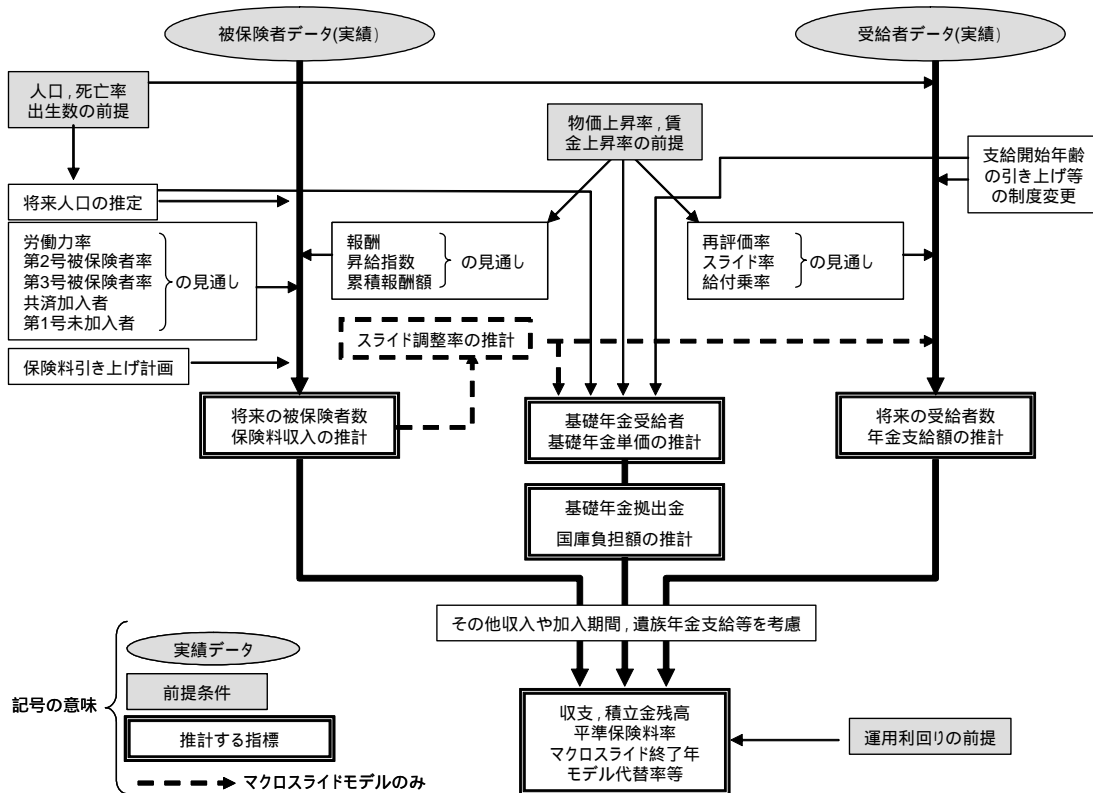 被保険者データ(実績)
受給者データ(実績)
人口,死亡率
出生数の前提
物価上昇率,賃
金上昇率の前提
支給開始年齢
の引き上げ等
の制度変更
将来人口の推定
労働力率
第2号被保険者率
第3号被保険者率
共済加入者
第1号未加入者
の見通し
報酬
昇給指数
累積報酬額
の見通し
再評価率
スライド率
給付乗率
の見通し
スライド調整率の推計
保険料引き上げ計画
将来の被保険者数
保険料収入の推計
基礎年金受給者
基礎年金単価の推計
将来の受給者数
年金支給額の推計
基礎年金拠出金
国庫負担額の推計
その他収入や加入期間,遺族年金支給等を考慮
記号の意味
実績データ
前提条件
推計する指標
マクロスライドモデルのみ
収支,積立金残高
平準保険料率
マクロスライド終了年
モデル代替率等
運用利回りの前提